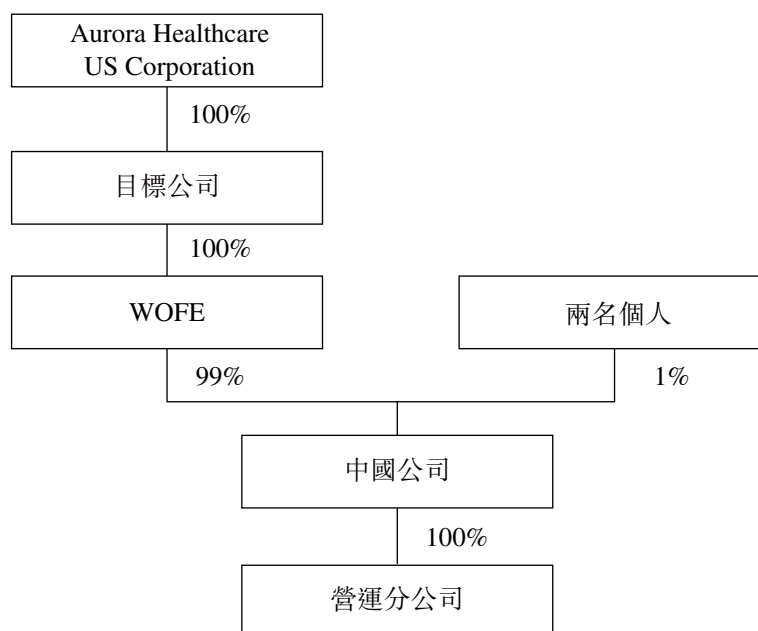 Aurora Healthcare
US Corporation
100%
目標公司
100%
WOFE
兩名個人
99%
1%
中國公司
100%
營運分公司